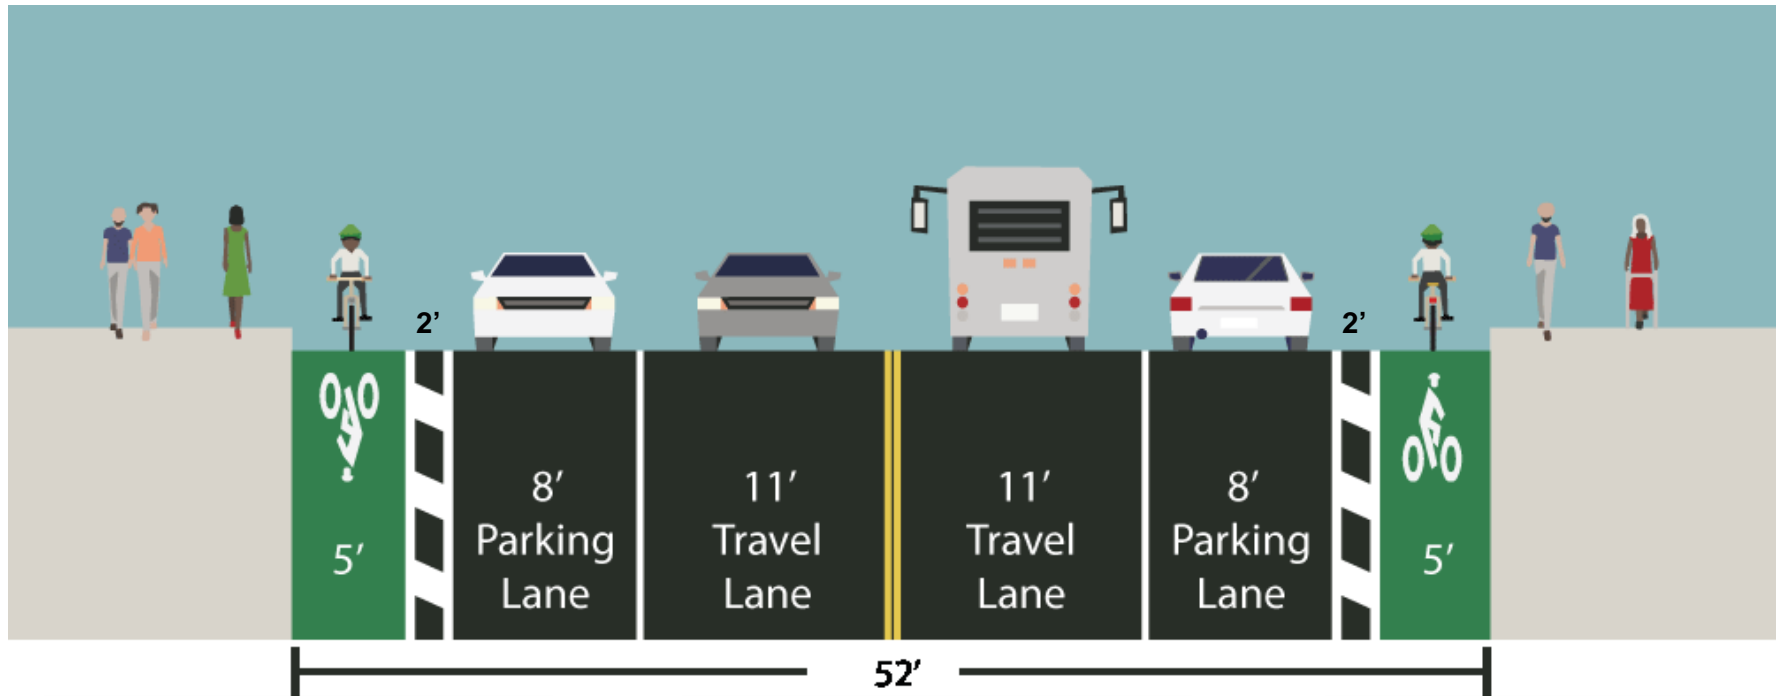 2’
2’
5′
8′
Parking
Lane
11′
Travel
Lane
11′
Travel
Lane
8′
Parking
Lane
5′
52′